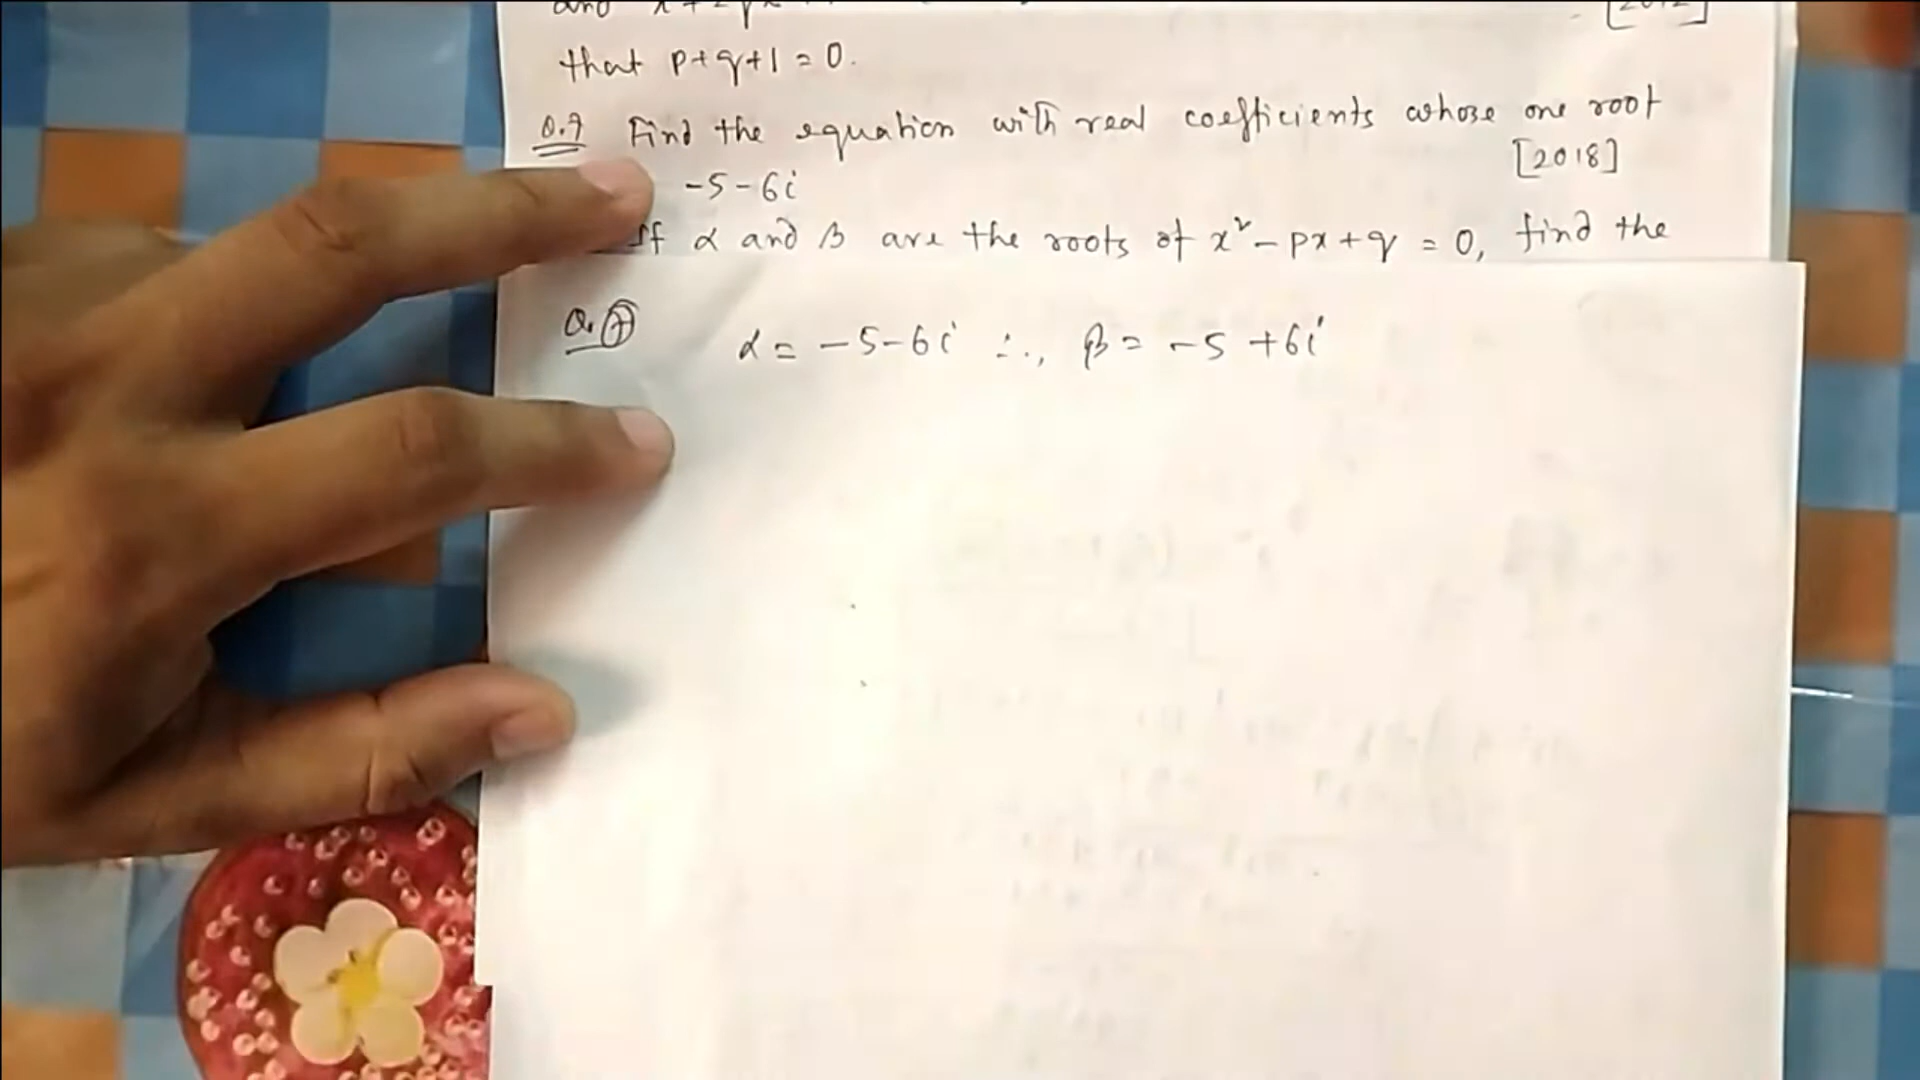 that p+q+1=0.
Q.7 Find the equation with real coefficients whose one root
[2018]
-5-6i
If α and β are the roots of x²-px+q=0, find the
Q.⑦ α = -5-6i ∴, β = -5+6i